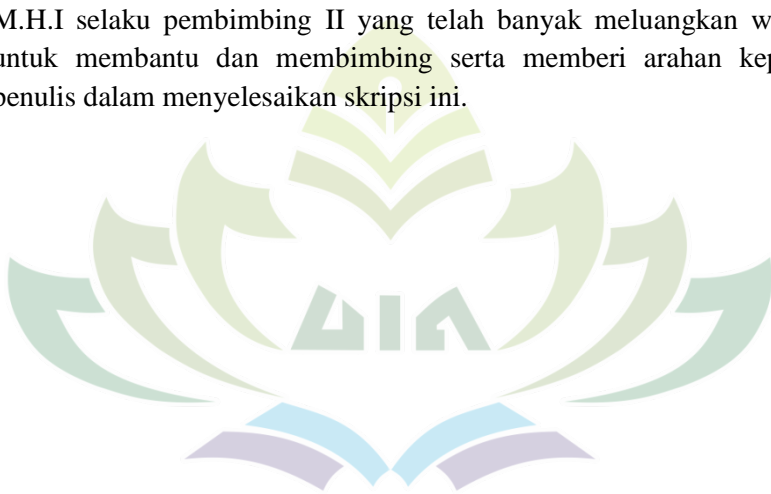 M.H.I selaku pembimbing II yang telah banyak meluangkan w
untuk membantu dan membimbing serta memberi arahan kep
penulis dalam menyelesaikan skripsi ini.
UIN